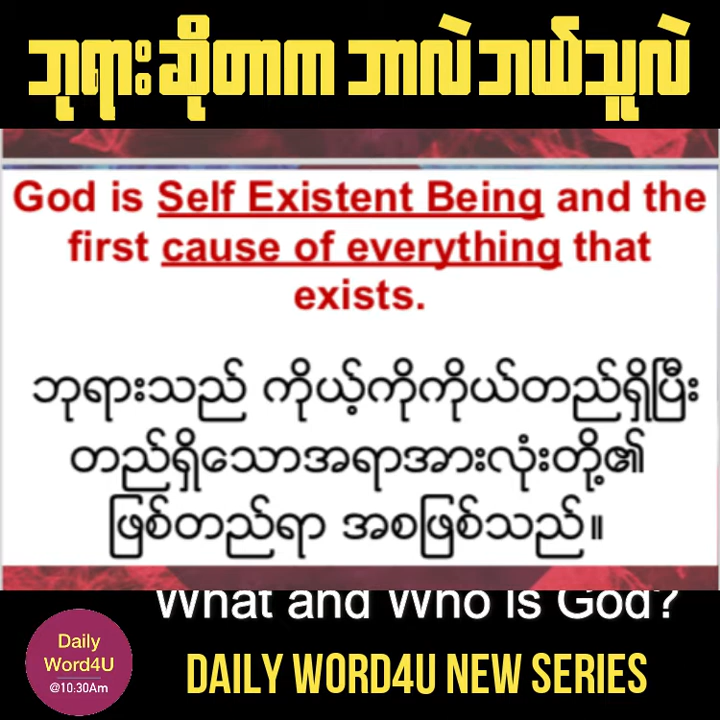 ဘုရားဆိုတာက ဘာလဲ ဘယ်သူလဲ
God is Self Existent Being and the
first cause of everything that
exists.
ဘုရားသည် ကိုယ့်ကိုကိုယ်တည်ရှိပြီး
တည်ရှိသောအရာအားလုံးတို့၏
ဖြစ်တည်ရာ အစဖြစ်သည်။
What and Who is God?
Daily
Word4U
@10:30Am
DAILY WORD4U NEW SERIES